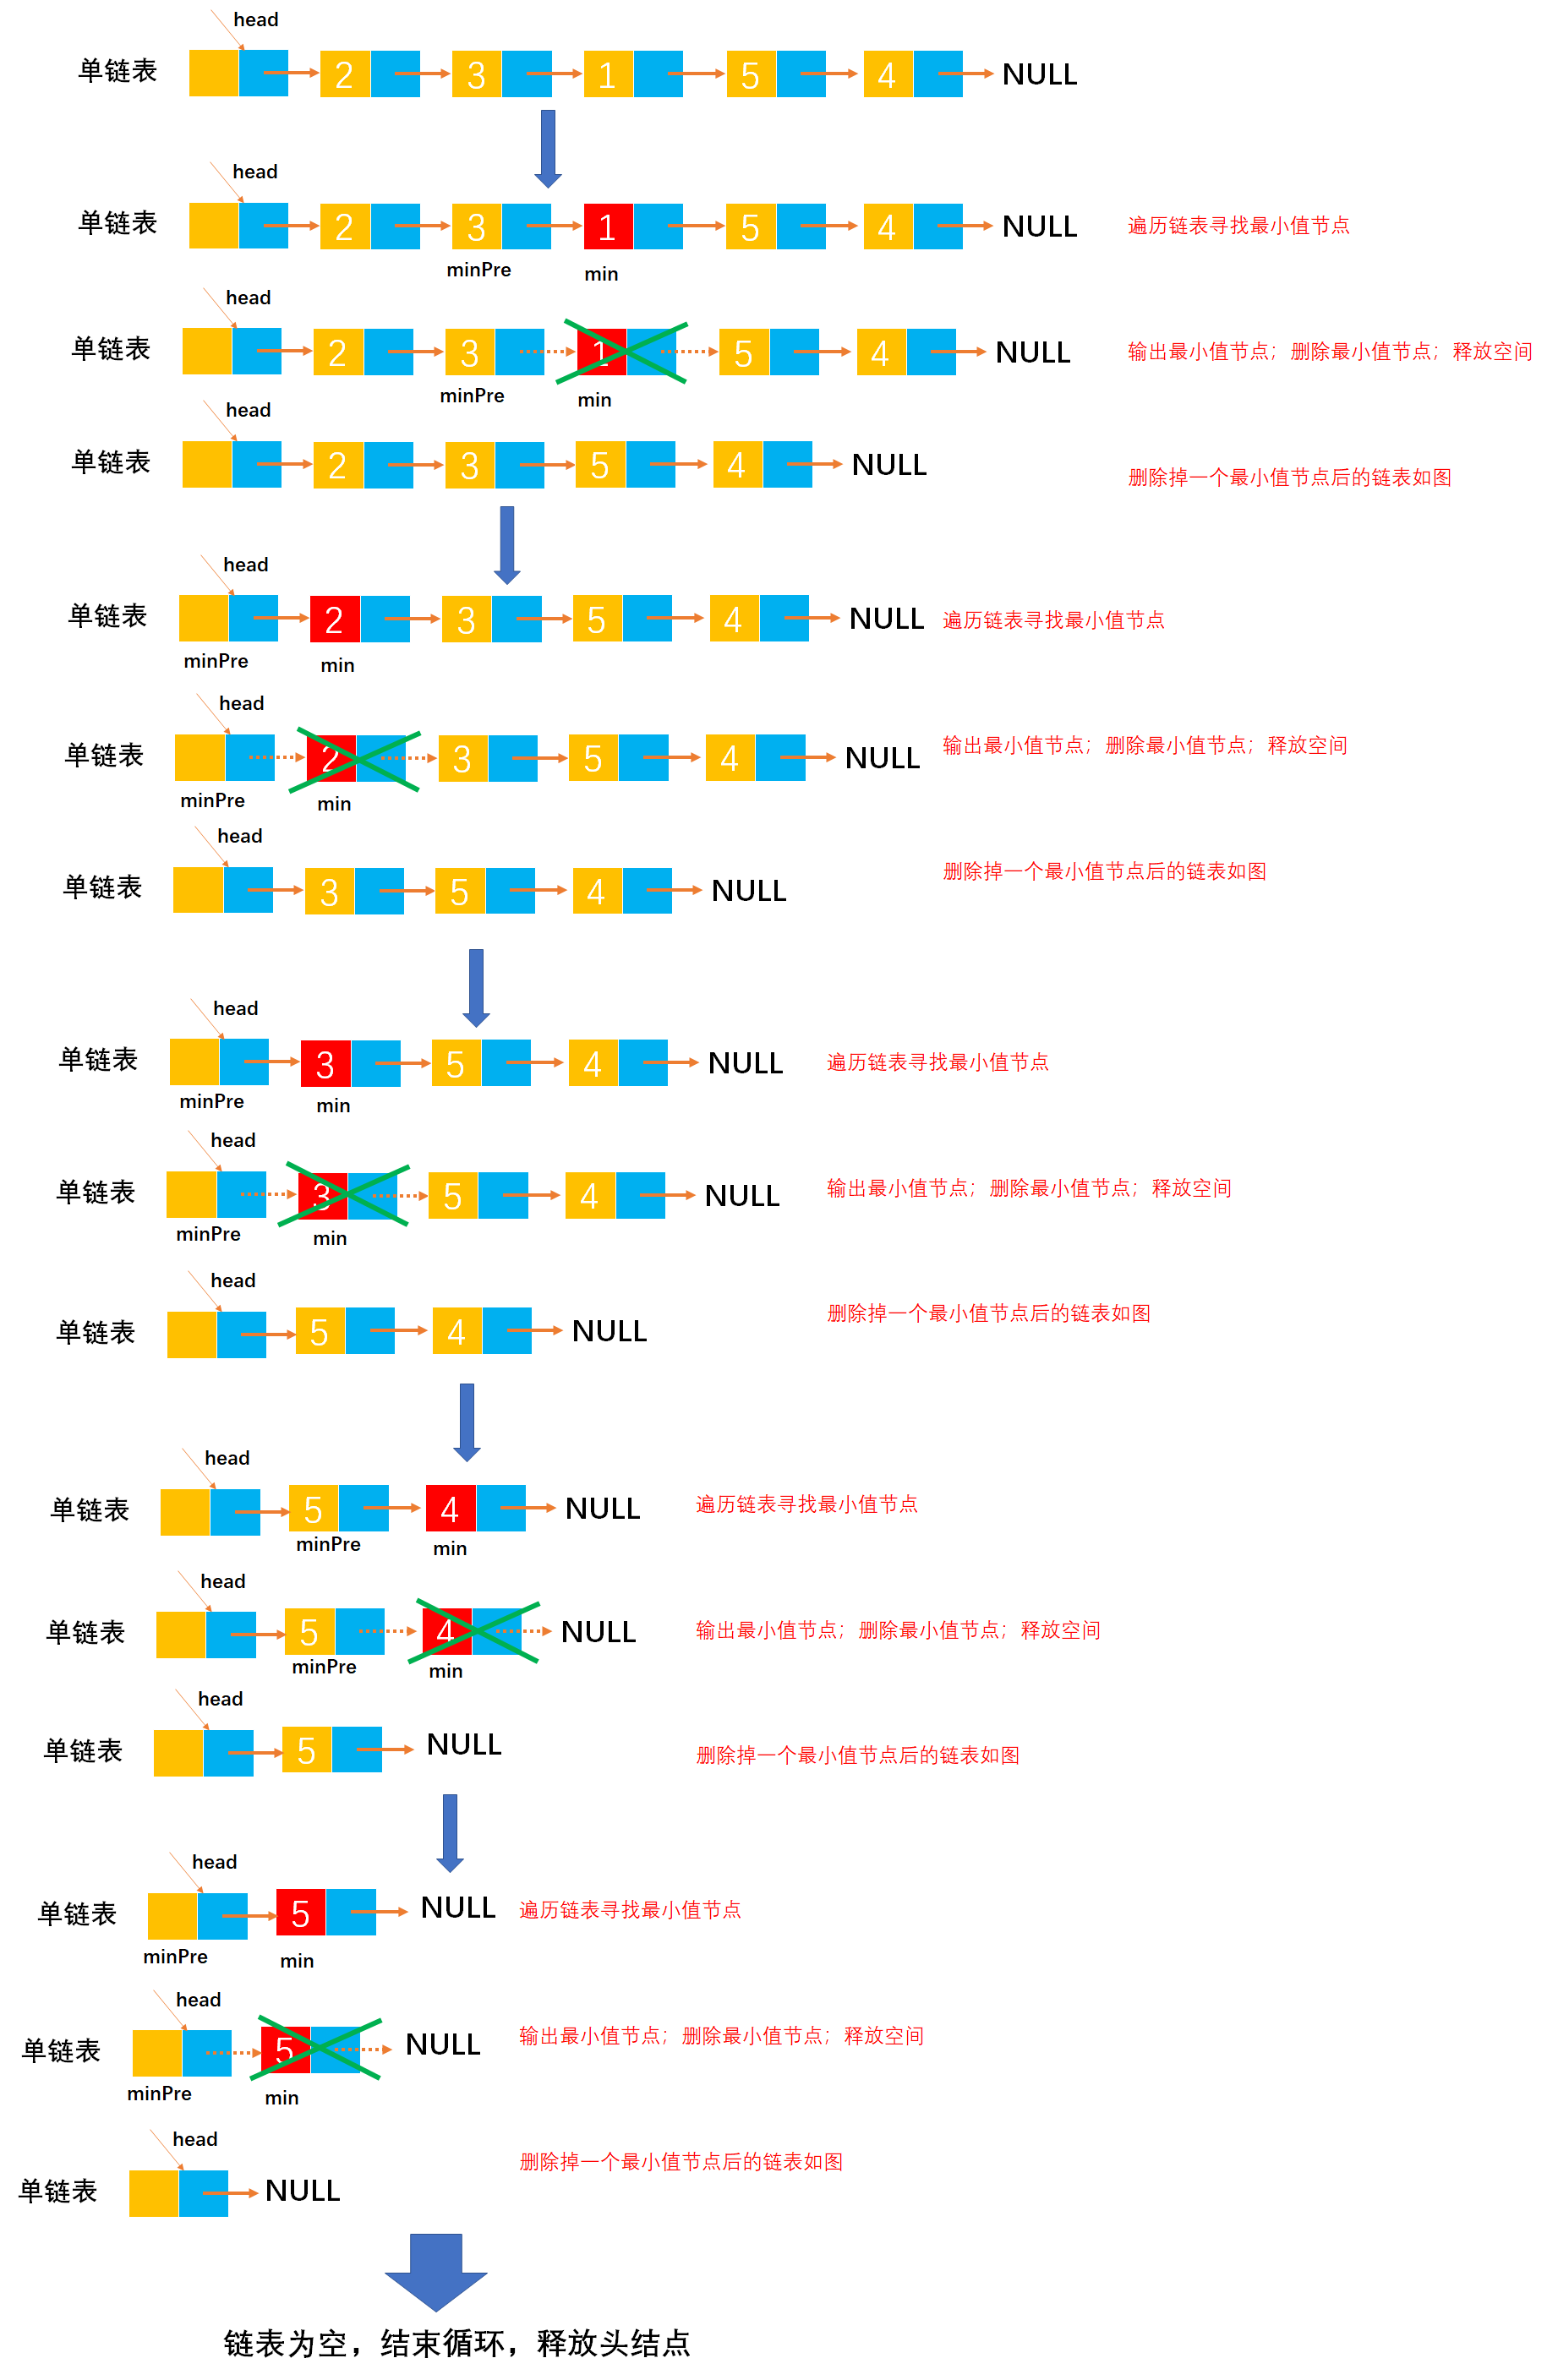 head
单链表 2 3 1 5 4 NULL
head
单链表 2 3 1 5 4 NULL 遍历链表寻找最小值节点
minPre min
head
单链表 2 3 1 5 4 NULL 输出最小值节点；删除最小值节点；释放空间
minPre min
head
单链表 2 3 5 4 NULL 删除掉一个最小值节点后的链表如图
head
单链表 2 3 5 4 NULL 遍历链表寻找最小值节点
minPre min
head
单链表 2 3 5 4 NULL 输出最小值节点；删除最小值节点；释放空间
minPre min
head
单链表 3 5 4 NULL 删除掉一个最小值节点后的链表如图
head
单链表 3 5 4 NULL 遍历链表寻找最小值节点
minPre min
head
单链表 3 5 4 NULL 输出最小值节点；删除最小值节点；释放空间
minPre min
head
单链表 5 4 NULL 删除掉一个最小值节点后的链表如图
head
单链表 5 4 NULL 遍历链表寻找最小值节点
minPre min
head
单链表 5 4 NULL 输出最小值节点；删除最小值节点；释放空间
minPre min
head
单链表 5 NULL 删除掉一个最小值节点后的链表如图
head
单链表 5 NULL 遍历链表寻找最小值节点
minPre min
head
单链表 5 NULL 输出最小值节点；删除最小值节点；释放空间
minPre min
head
单链表 NULL 删除掉一个最小值节点后的链表如图
链表为空，结束循环，释放头结点